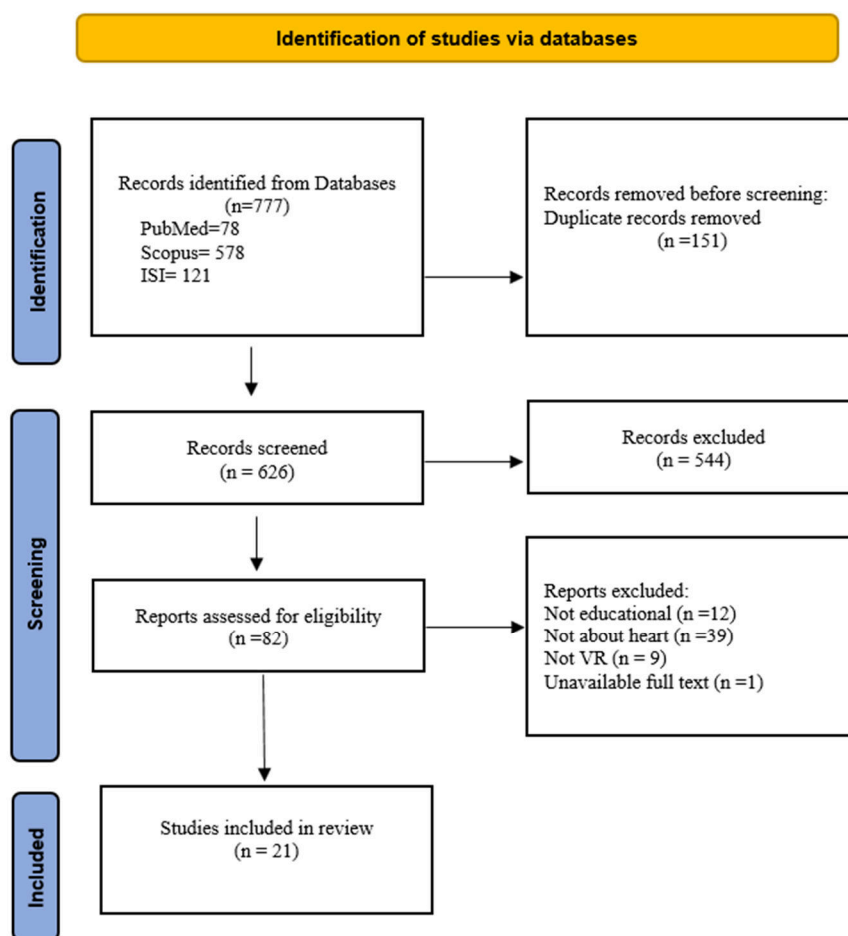 Identification of studies via databases
Identification
Records identified from Databases
(n=777)
PubMed=78
Scopus= 578
ISI= 121
Records removed before screening:
Duplicate records removed
(n =151)
Screening
Records screened
(n = 626)
Records excluded
(n = 544)
Reports assessed for eligibility
(n =82)
Reports excluded:
Not educational (n =12)
Not about heart (n =39)
Not VR (n = 9)
Unavailable full text (n =1)
Included
Studies included in review
(n = 21)